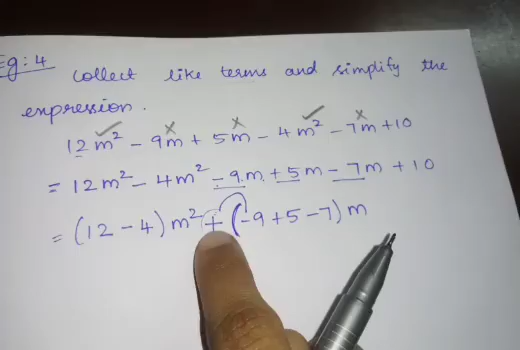 Eg: 4 collect like terms and simplify the
expression.
12m² - 9m + 5m - 4m² - 7m + 10
= 12m² - 4m² - 9m + 5m - 7m + 10
= (12 - 4) m² + (-9 + 5 - 7) m